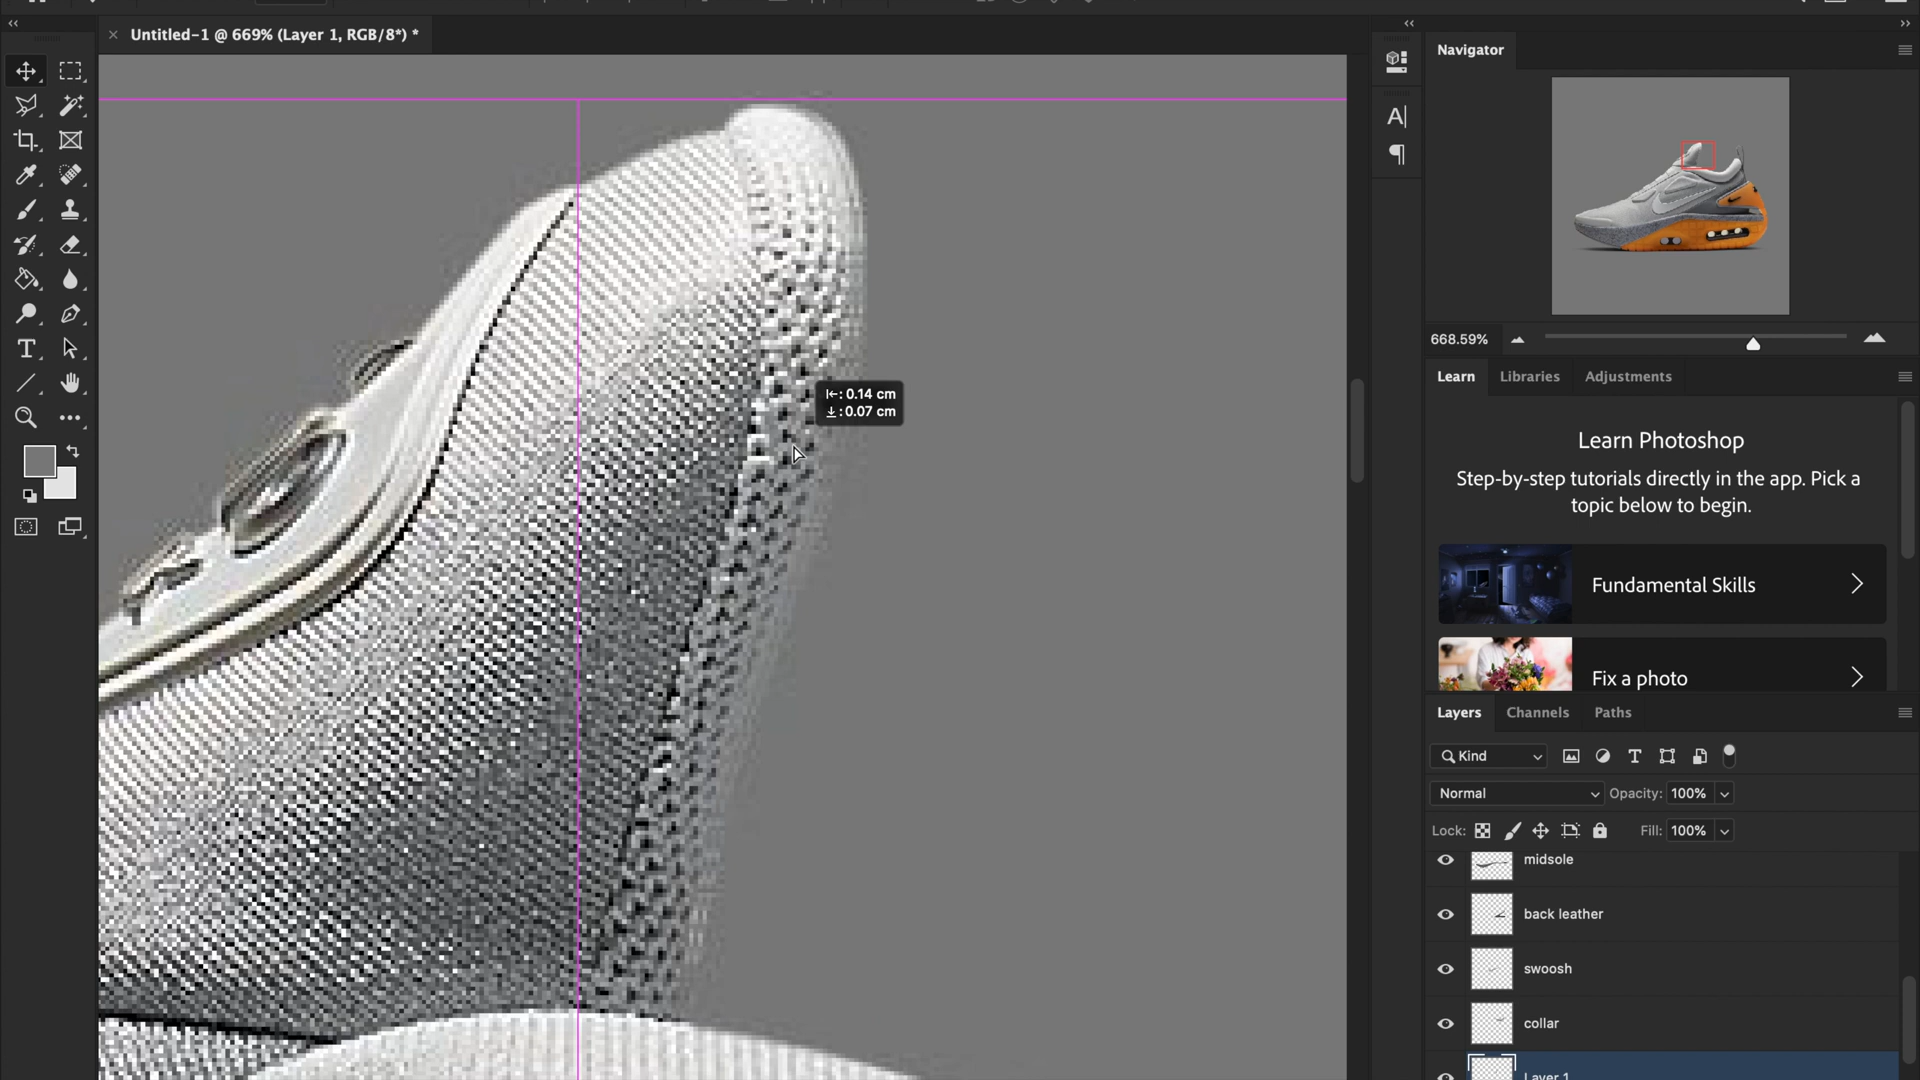 Untitled-1 @ 669% (Layer 1, RGB/8*) *
Navigator
A|
668.59%
Learn Libraries Adjustments
Learn Photoshop
Step-by-step tutorials directly in the app. Pick a
topic below to begin.
Fundamental Skills
Fix a photo
: 0.14 cm
: 0.07 cm
T
Layers Channels Paths
Kind
T
Normal Opacity: 100%
Lock: Fill: 100%
midsole
back leather
swoosh
collar
Layer 1